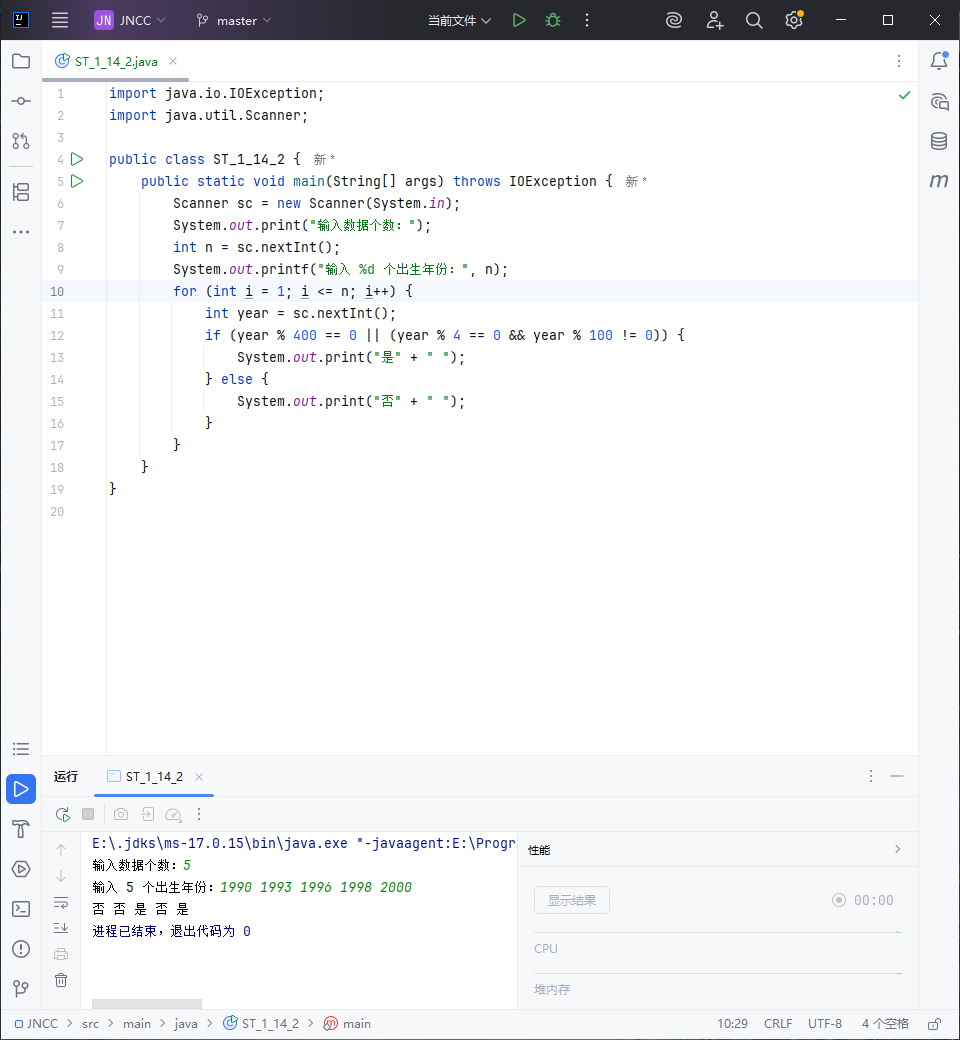 JN JNCC master 当前文件
ST_1_14_2.java
1 import java.io.IOException;
2 import java.util.Scanner;
3
4 public class ST_1_14_2 { 新 *
5 public static void main(String[] args) throws IOException { 新 *
6 Scanner sc = new Scanner(System.in);
7 System.out.print("输入数据个数：");
8 int n = sc.nextInt();
9 System.out.printf("输入 %d 个出生年份：", n);
10 for (int i = 1; i <= n; i++) {
11 int year = sc.nextInt();
12 if (year % 400 == 0 || (year % 4 == 0 && year % 100 != 0)) {
13 System.out.print("是" + " ");
14 } else {
15 System.out.print("否" + " ");
16 }
17 }
18 }
19 }
20
运行 ST_1_14_2
E:\.jdks\ms-17.0.15\bin\java.exe "-javaagent:E:\Progr
输入数据个数：5
输入 5 个出生年份：1990 1993 1996 1998 2000
否 否 是 否 是
进程已结束，退出代码为 0
性能
显示结果 00:00
CPU
堆内存
JNCC > src > main > java > ST_1_14_2 > main 10:29 CRLF UTF-8 4 个空格